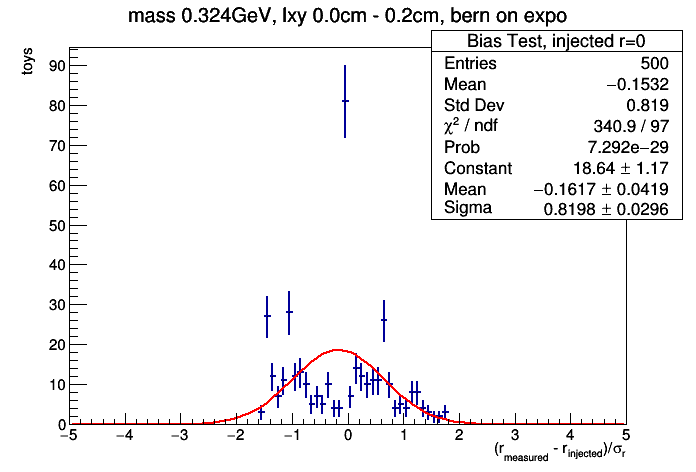 mass 0.324GeV, lxy 0.0cm - 0.2cm, bern on expo
toys
Bias Test, injected r=0
Entries 500
Mean −0.1532
Std Dev 0.819
χ² / ndf 340.9 / 97
Prob 7.292e−29
Constant 18.64 ± 1.17
Mean −0.1617 ± 0.0419
Sigma 0.8198 ± 0.0296
90
80
70
60
50
40
30
20
10
0
−5 −4 −3 −2 −1 0 1 2 3 4 5
(r_measured - r_injected)/σ_r